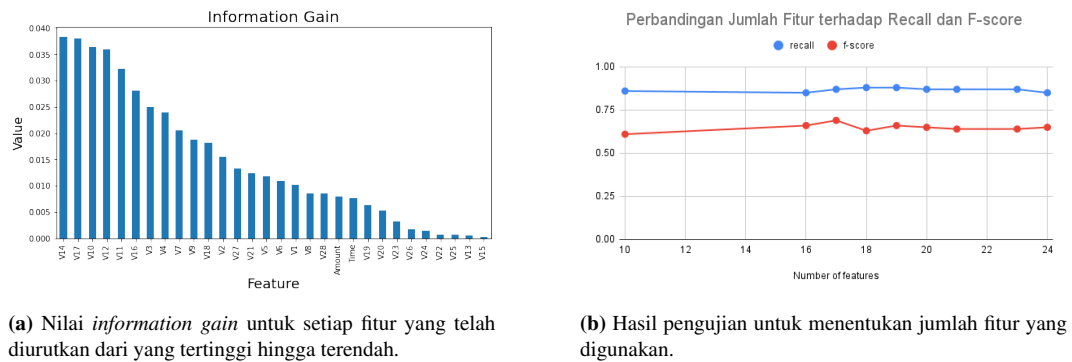 Information Gain
Value
0.040
0.035
0.030
0.025
0.020
0.015
0.010
0.005
0.000
V14 V17 V10 V12 V11 V16 V3 V4 V7 V9 V18 V2 V27 V21 V5 V6 V1 V8 V28 Amount Time V19 V20 V23 V26 V24 V22 V25 V13 V15
Feature
(a) Nilai information gain untuk setiap fitur yang telah
diurutkan dari yang tertinggi hingga terendah.
Perbandingan Jumlah Fitur terhadap Recall dan F-score
recall f-score
1.00
0.75
0.50
0.25
0.00
10 12 14 16 18 20 22 24
Number of features
(b) Hasil pengujian untuk menentukan jumlah fitur yang
digunakan.